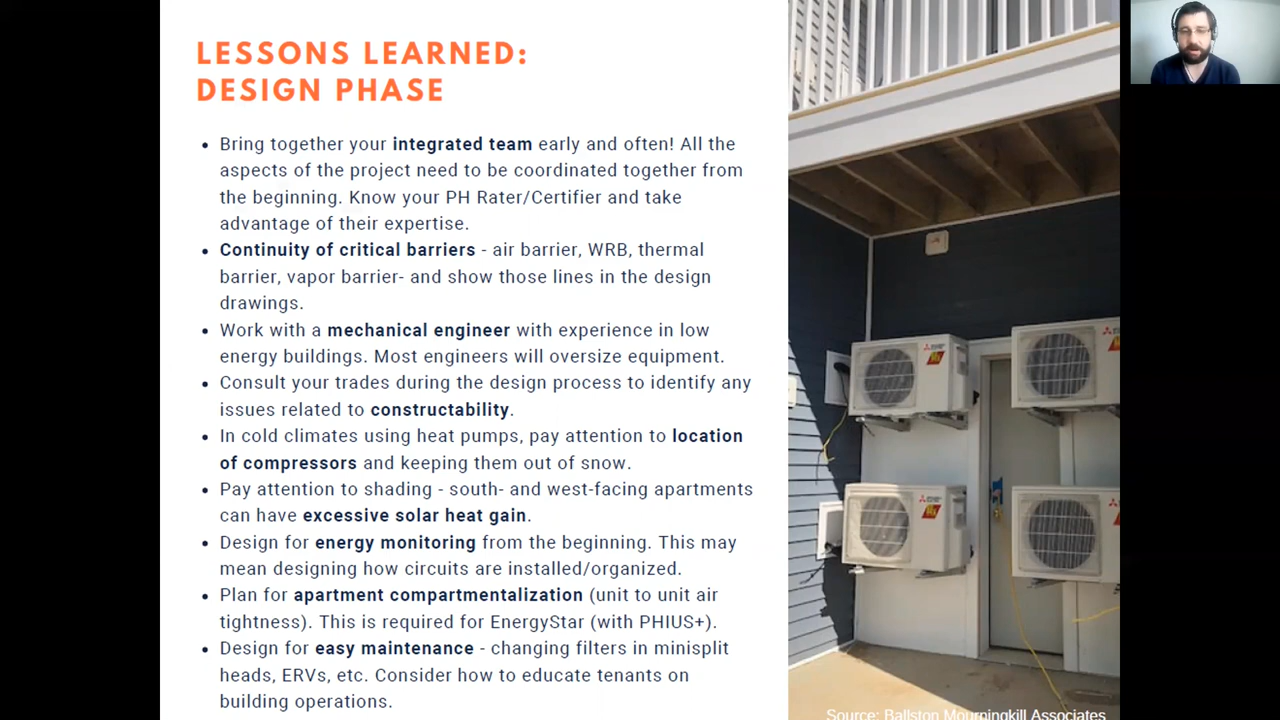 LESSONS LEARNED:
DESIGN PHASE
• Bring together your integrated team early and often! All the
aspects of the project need to be coordinated together from
the beginning. Know your PH Rater/Certifier and take
advantage of their expertise.
• Continuity of critical barriers - air barrier, WRB, thermal
barrier, vapor barrier- and show those lines in the design
drawings.
• Work with a mechanical engineer with experience in low
energy buildings. Most engineers will oversize equipment.
• Consult your trades during the design process to identify any
issues related to constructability.
• In cold climates using heat pumps, pay attention to location
of compressors and keeping them out of snow.
• Pay attention to shading - south- and west-facing apartments
can have excessive solar heat gain.
• Design for energy monitoring from the beginning. This may
mean designing how circuits are installed/organized.
• Plan for apartment compartmentalization (unit to unit air
tightness). This is required for EnergyStar (with PHIUS+).
• Design for easy maintenance - changing filters in minisplit
heads, ERVs, etc. Consider how to educate tenants on
building operations.
Source: Ballston Mourningkill Associates